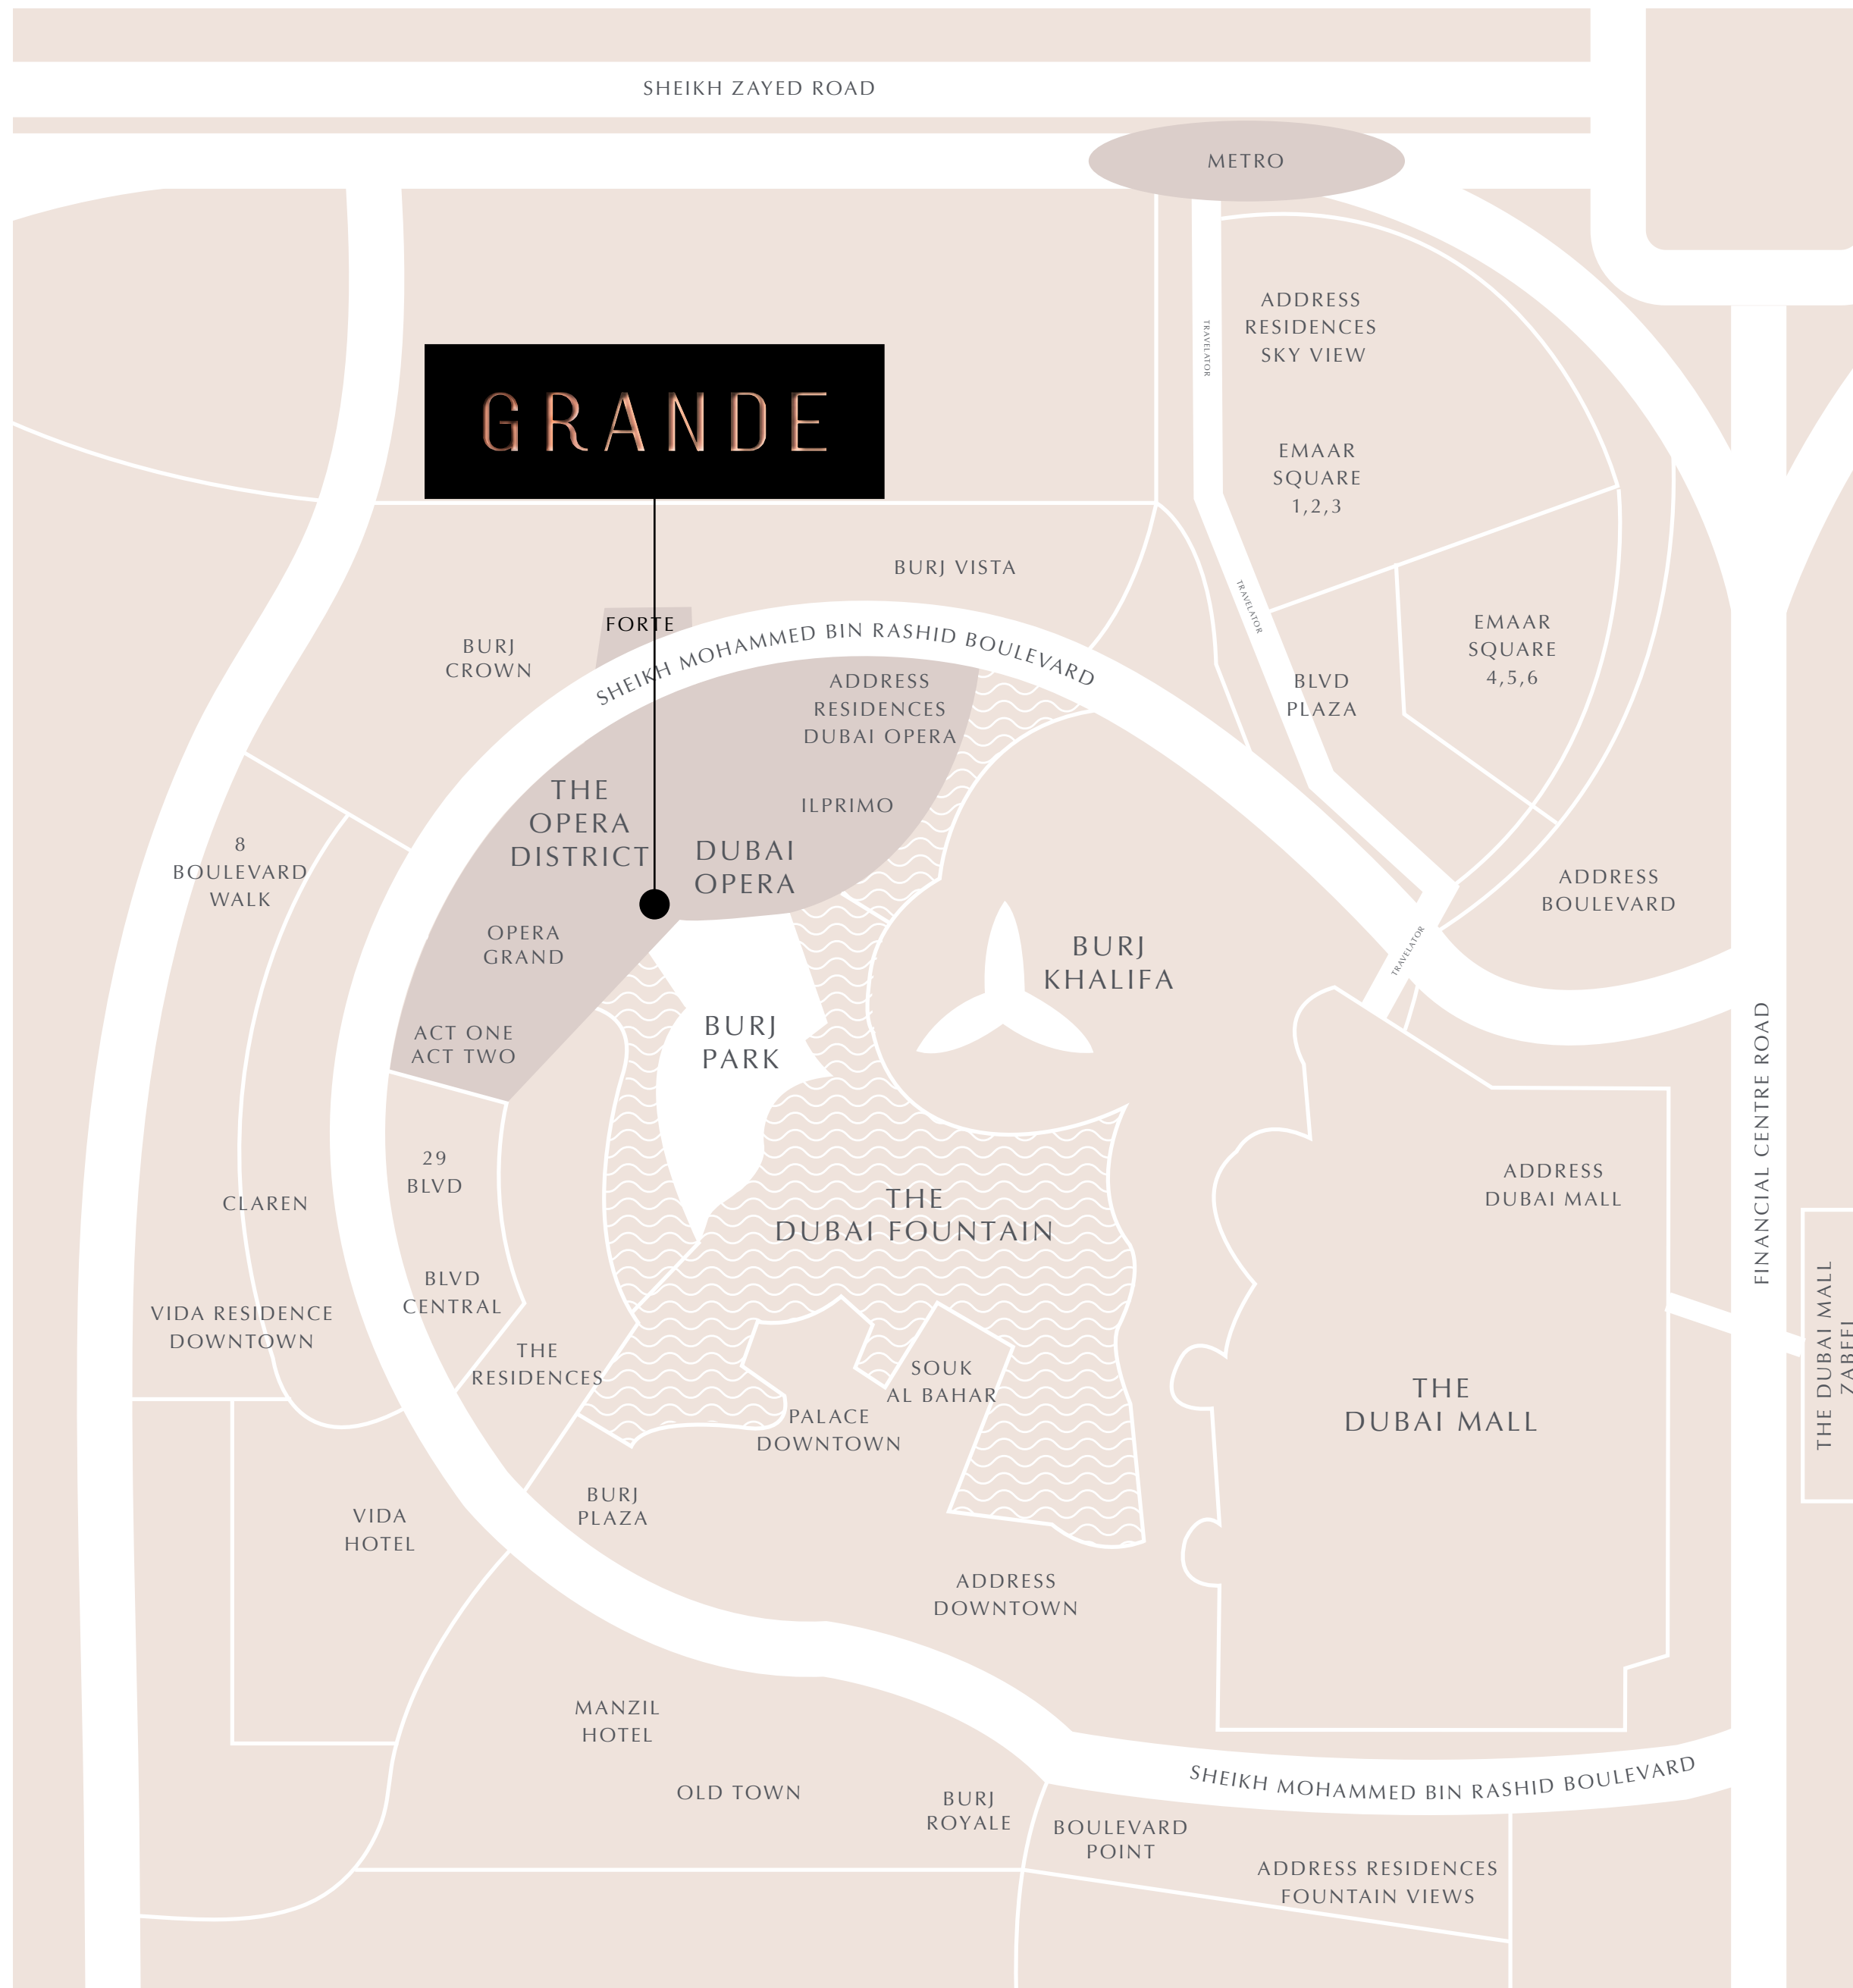 SHEIKH ZAYED ROAD
METRO
ADDRESS
RESIDENCES
SKY VIEW
TRAVELATOR
GRANDE
EMAAR
SQUARE
1,2,3
BURJ VISTA
TRAVELATOR
FORTE
BURJ
CROWN
SHEIKH MOHAMMED BIN RASHID BOULEVARD
EMAAR
SQUARE
4,5,6
ADDRESS
RESIDENCES
DUBAI OPERA
BLVD
PLAZA
THE
OPERA
DISTRICT
ILPRIMO
DUBAI
OPERA
8
BOULEVARD
WALK
ADDRESS
BOULEVARD
OPERA
GRAND
BURJ
KHALIFA
TRAVELATOR
ACT ONE
ACT TWO
BURJ
PARK
FINANCIAL CENTRE ROAD
29
BLVD
ADDRESS
DUBAI MALL
CLAREN
THE
DUBAI FOUNTAIN
BLVD
CENTRAL
VIDA RESIDENCE
DOWNTOWN
THE
RESIDENCES
SOUK
AL BAHAR
THE DUBAI MALL
ZABEEL
PALACE
DOWNTOWN
THE
DUBAI MALL
BURJ
PLAZA
VIDA
HOTEL
ADDRESS
DOWNTOWN
MANZIL
HOTEL
OLD TOWN
SHEIKH MOHAMMED BIN RASHID BOULEVARD
BURJ
ROYALE
BOULEVARD
POINT
ADDRESS RESIDENCES
FOUNTAIN VIEWS